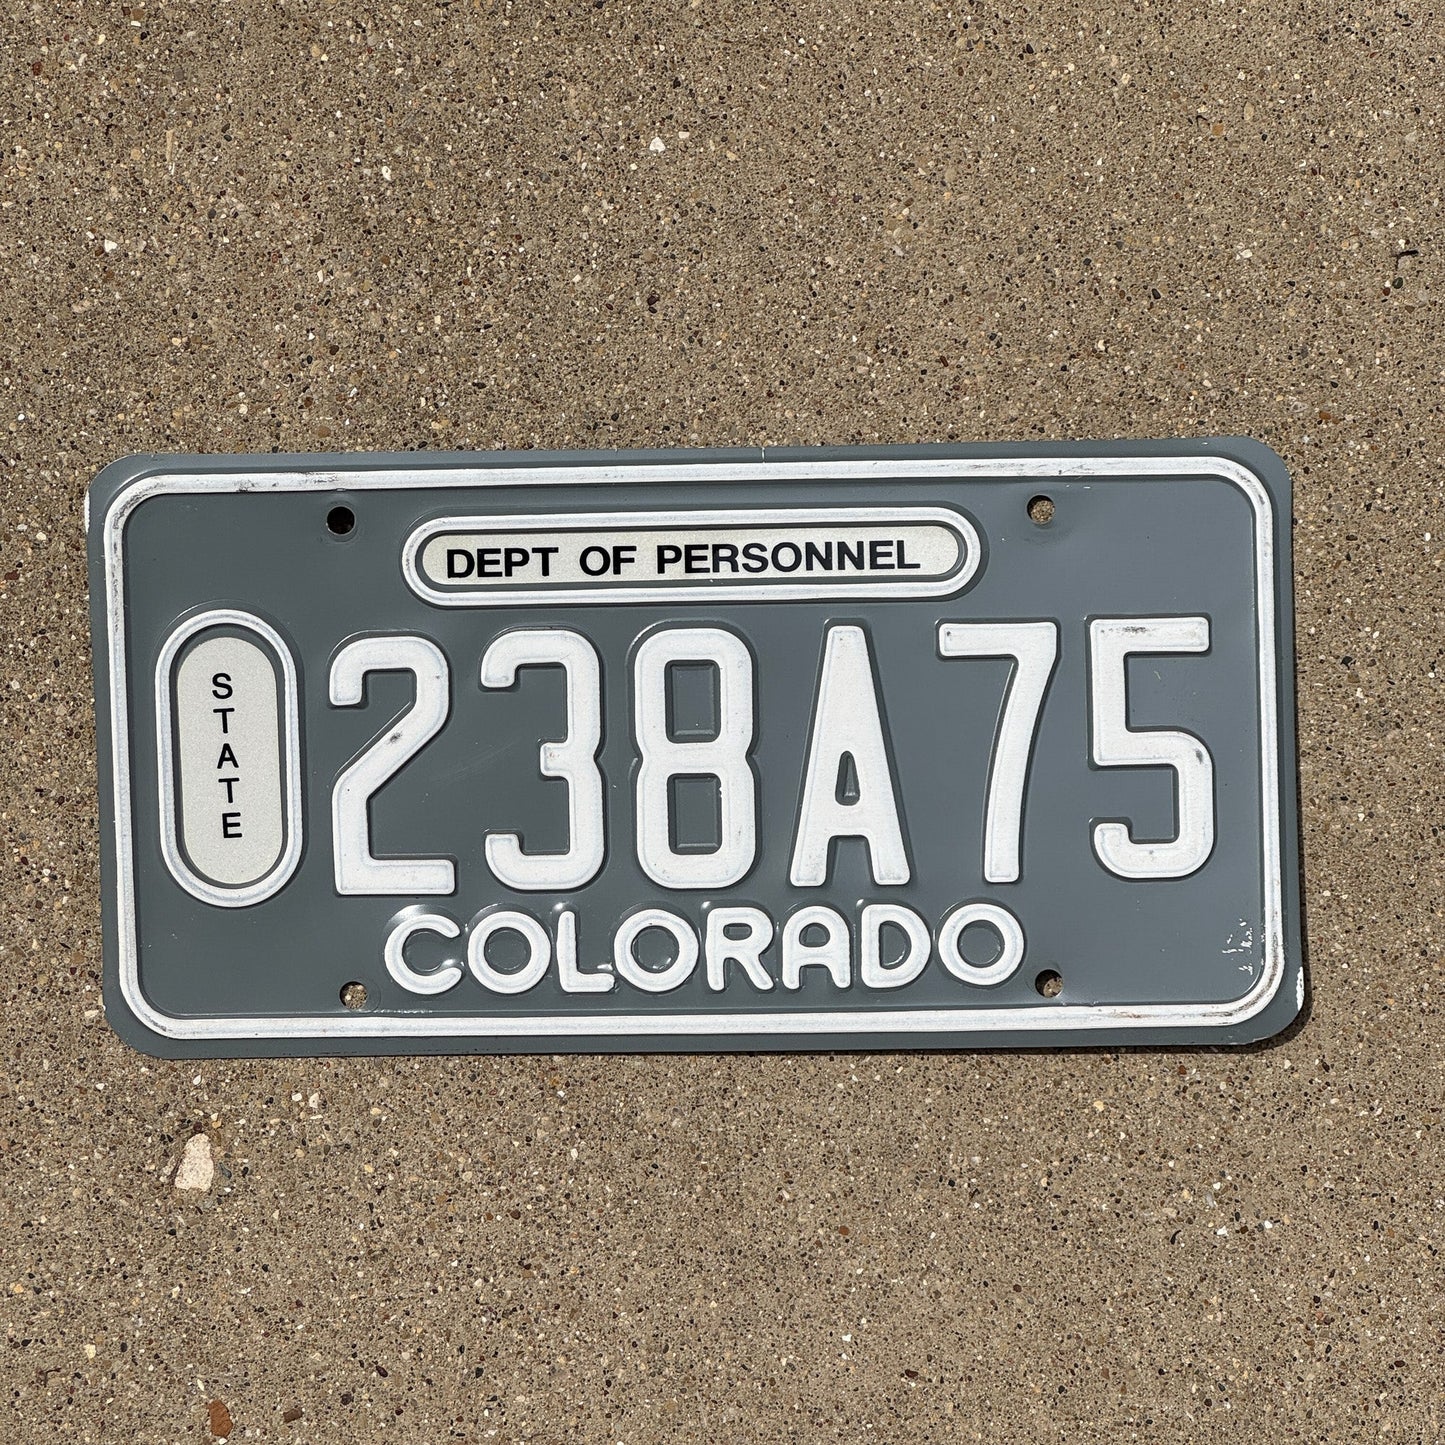 DEPT OF PERSONNEL
STATE
238A75
COLORADO